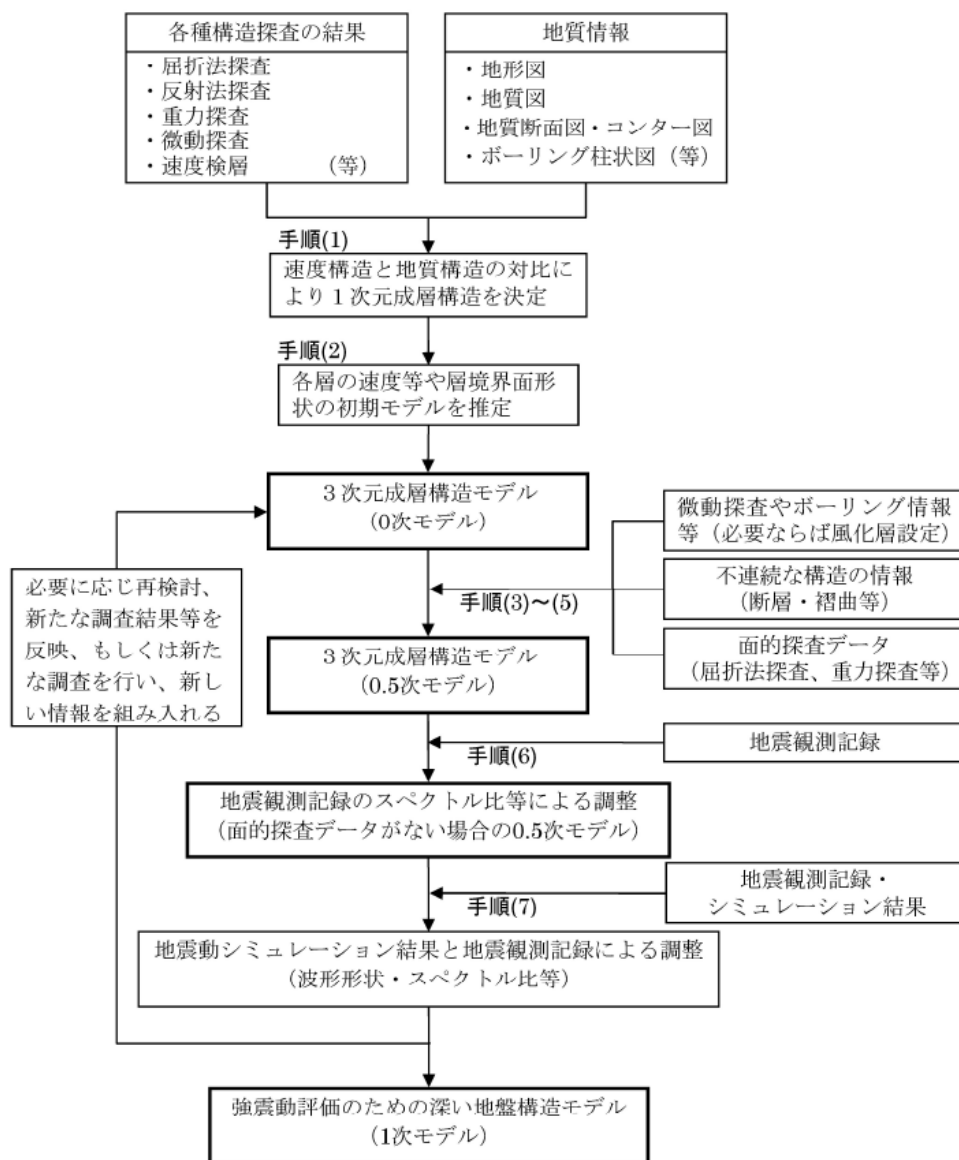 各種構造探査の結果
・屈折法探査
・反射法探査
・重力探査
・微動探査
・速度検層　　　　（等）
地質情報
・地形図
・地質図
・地質断面図・コンター図
・ボーリング柱状図（等）
手順(1)
速度構造と地質構造の対比に
より１次元成層構造を決定
手順(2)
各層の速度等や層境界面形
状の初期モデルを推定
３次元成層構造モデル
(0次モデル)
微動探査やボーリング情報
等（必要ならば風化層設定）
不連続な構造の情報
（断層・褶曲等）
面的探査データ
（屈折法探査、重力探査等）
手順(3)～(5)
必要に応じ再検討、
新たな調査結果等を
反映、もしくは新た
な調査を行い、新し
い情報を組み入れる
３次元成層構造モデル
(0.5次モデル)
地震観測記録
手順(6)
地震観測記録のスペクトル比等による調整
（面的探査データがない場合の0.5次モデル）
地震観測記録・
シミュレーション結果
手順(7)
地震動シミュレーション結果と地震観測記録による調整
（波形形状・スペクトル比等）
強震動評価のための深い地盤構造モデル
(1次モデル)